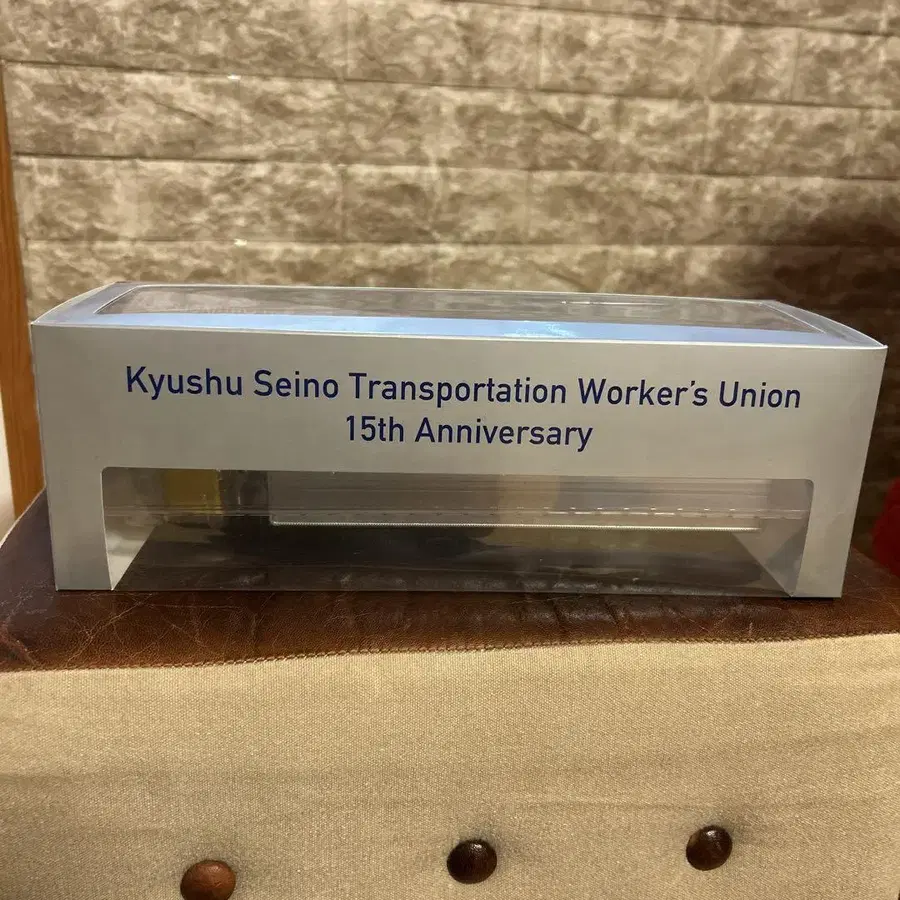 Kyushu Seino Transportation Worker's Union
15th Anniversary